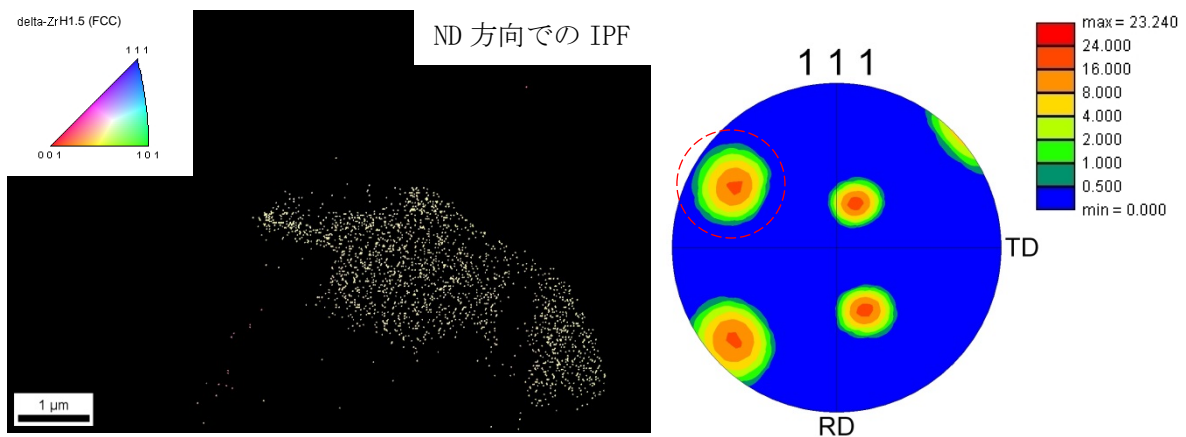 delta-ZrH1.5 (FCC)
1 1 1
0 0 1
1 0 1
ND 方向での IPF
1 µm
1 1 1
TD
RD
max = 23.240
24.000
16.000
8.000
4.000
2.000
1.000
0.500
min = 0.000